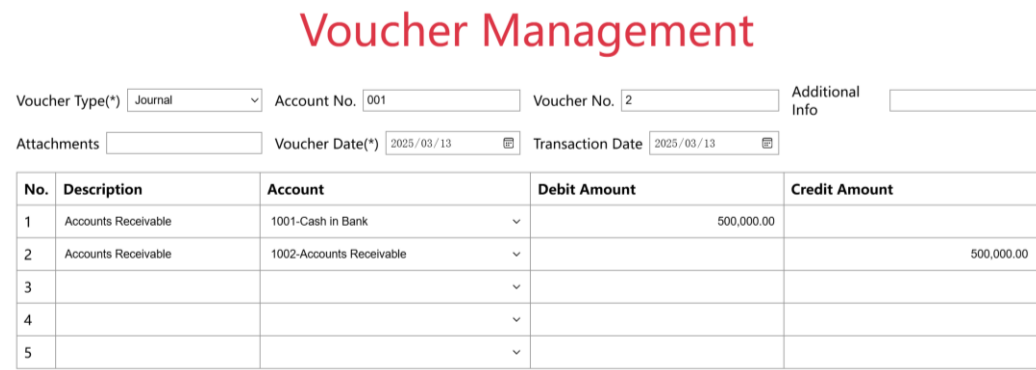 Voucher Management
Voucher Type(*) Journal Account No. 001 Voucher No. 2 Additional Info
Attachments Voucher Date(*) 2025/03/13 Transaction Date 2025/03/13
No. Description Account Debit Amount Credit Amount
1 Accounts Receivable 1001-Cash in Bank 500,000.00
2 Accounts Receivable 1002-Accounts Receivable 500,000.00
3
4
5